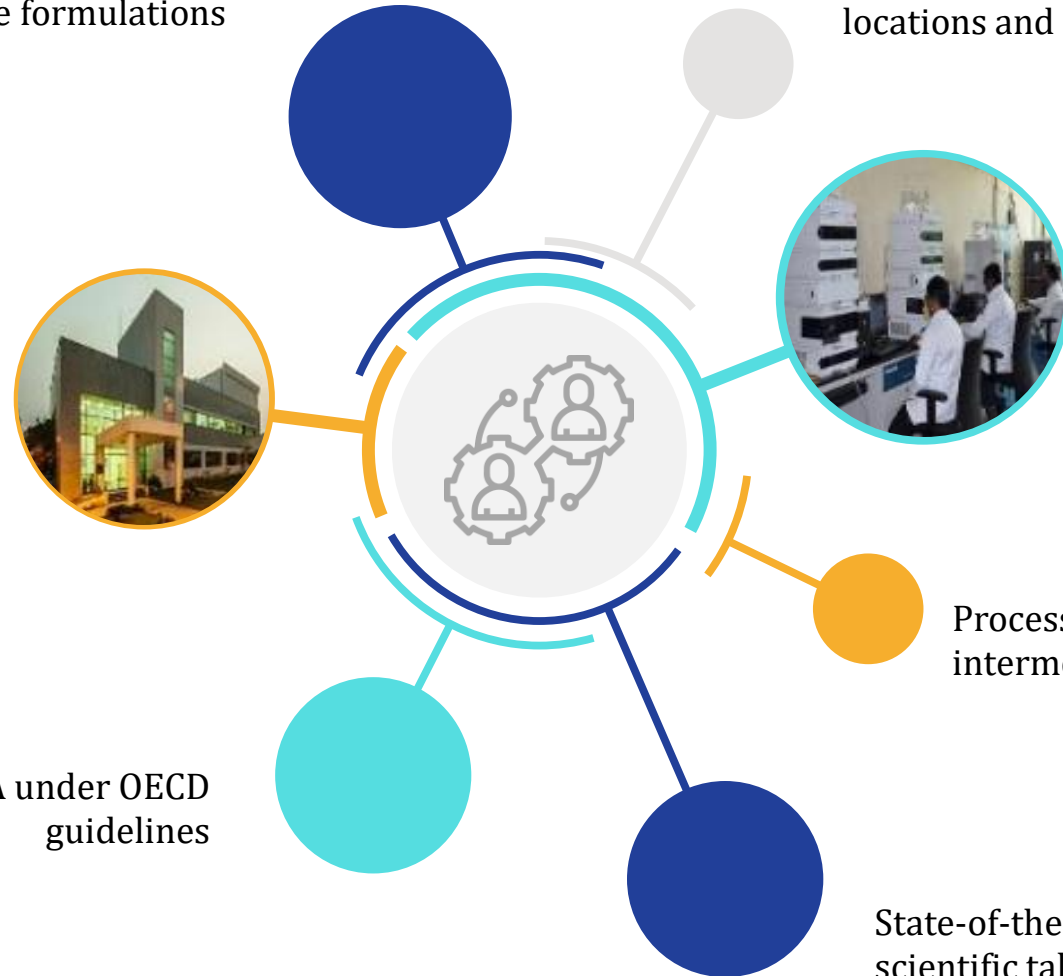 e formulations
locations and
Process
interme
A under OECD
guidelines
State-of-the
scientific tal